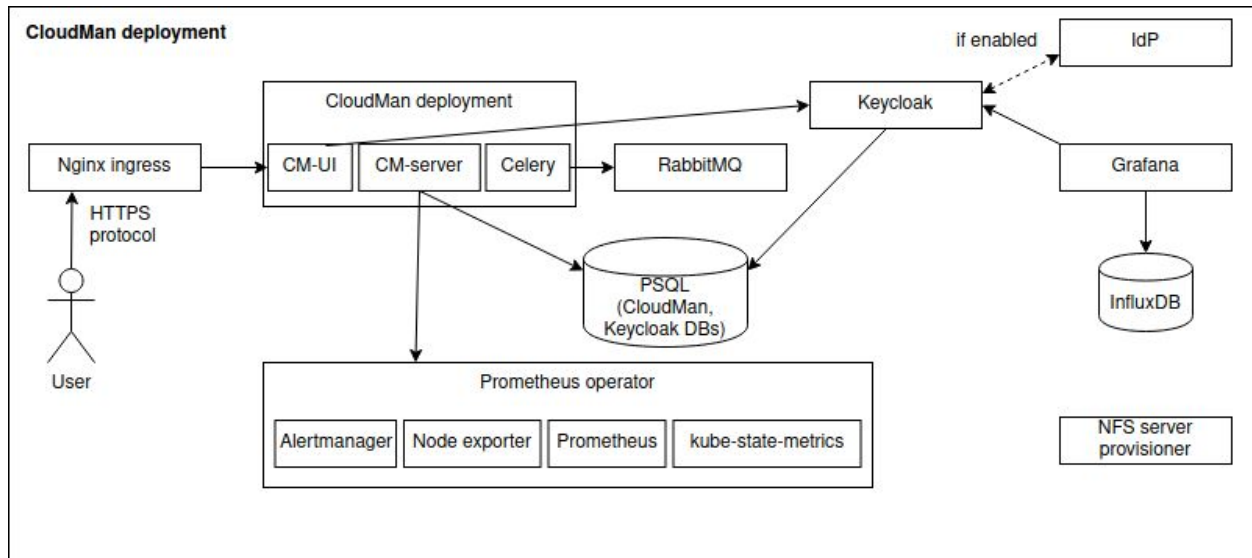 CloudMan deployment
if enabled
IdP
CloudMan deployment
Keycloak
Nginx ingress
CM-UI
CM-server
Celery
RabbitMQ
Grafana
HTTPS
protocol
PSQL
(CloudMan,
Keycloak DBs)
InfluxDB
User
Prometheus operator
Alertmanager
Node exporter
Prometheus
kube-state-metrics
NFS server
provisioner